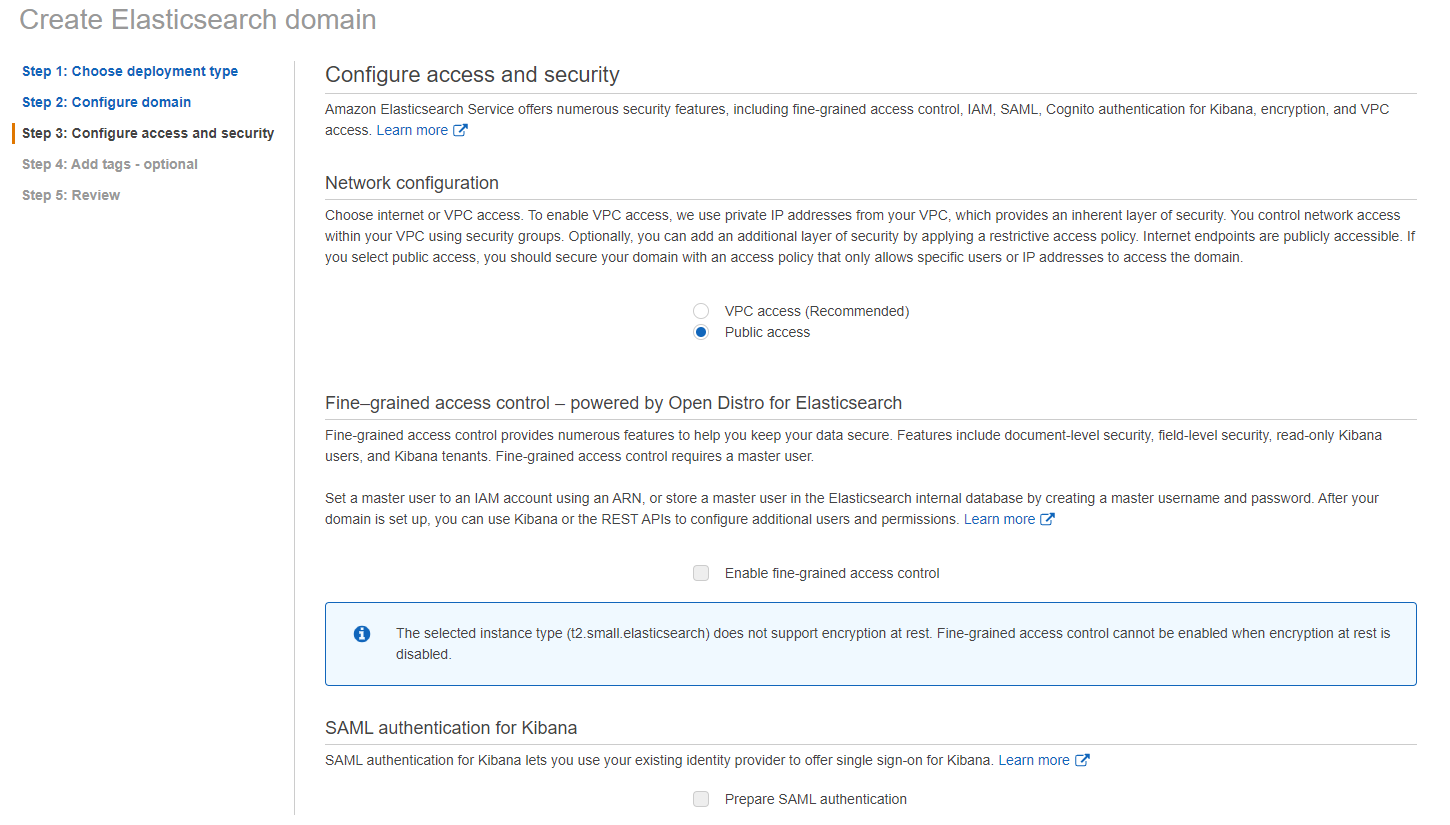 Create Elasticsearch domain
Step 1: Choose deployment type
Step 2: Configure domain
Step 3: Configure access and security
Step 4: Add tags - optional
Step 5: Review
Configure access and security
Amazon Elasticsearch Service offers numerous security features, including fine-grained access control, IAM, SAML, Cognito authentication for Kibana, encryption, and VPC
access. Learn more
Network configuration
Choose internet or VPC access. To enable VPC access, we use private IP addresses from your VPC, which provides an inherent layer of security. You control network access
within your VPC using security groups. Optionally, you can add an additional layer of security by applying a restrictive access policy. Internet endpoints are publicly accessible. If
you select public access, you should secure your domain with an access policy that only allows specific users or IP addresses to access the domain.
VPC access (Recommended)
Public access
Fine–grained access control – powered by Open Distro for Elasticsearch
Fine-grained access control provides numerous features to help you keep your data secure. Features include document-level security, field-level security, read-only Kibana
users, and Kibana tenants. Fine-grained access control requires a master user.
Set a master user to an IAM account using an ARN, or store a master user in the Elasticsearch internal database by creating a master username and password. After your
domain is set up, you can use Kibana or the REST APIs to configure additional users and permissions. Learn more
Enable fine-grained access control
The selected instance type (t2.small.elasticsearch) does not support encryption at rest. Fine-grained access control cannot be enabled when encryption at rest is
disabled.
SAML authentication for Kibana
SAML authentication for Kibana lets you use your existing identity provider to offer single sign-on for Kibana. Learn more
Prepare SAML authentication